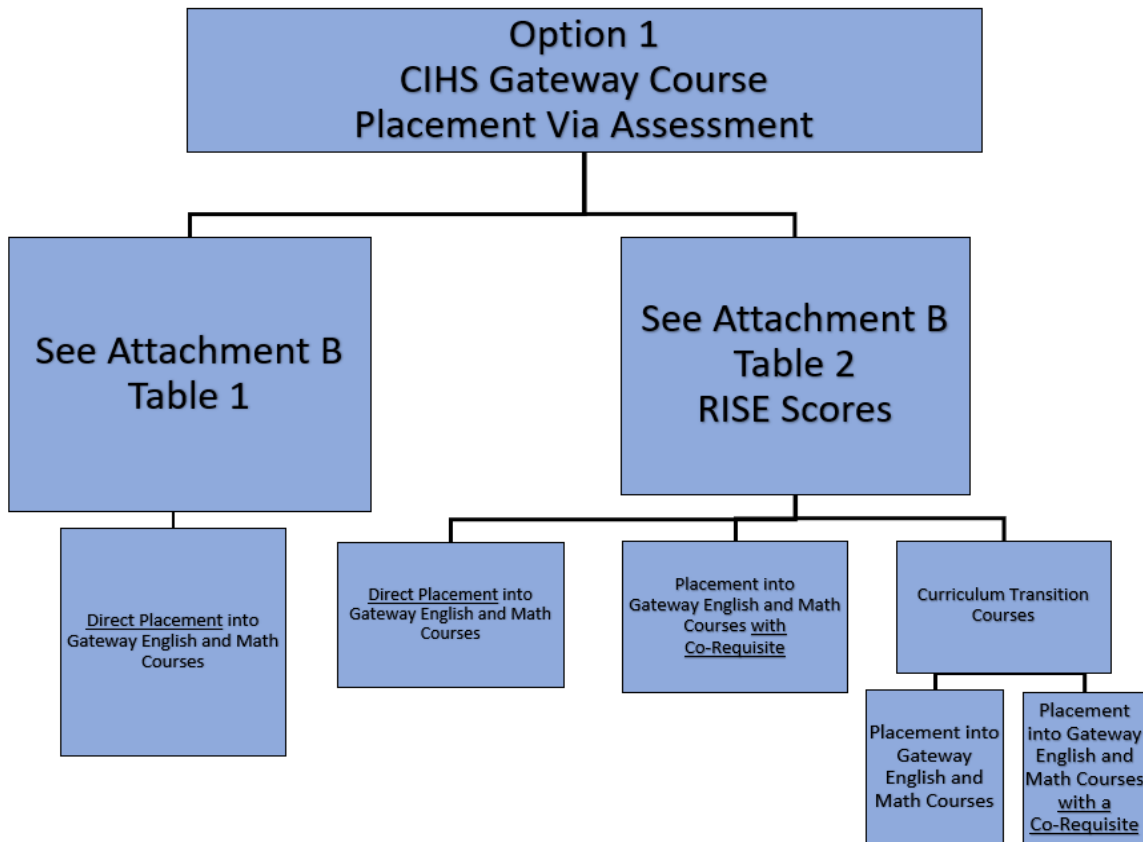 Option 1
CIHS Gateway Course
Placement Via Assessment
See Attachment B
Table 1
See Attachment B
Table 2
RISE Scores
Direct Placement into
Gateway English and Math
Courses
Direct Placement into
Gateway English and Math
Courses
Placement into
Gateway English and Math
Courses with
Co-Requisite
Curriculum Transition
Courses
Placement into
Gateway
English and
Math Courses
Placement
into Gateway
English and
Math Courses
with a
Co-Requisite